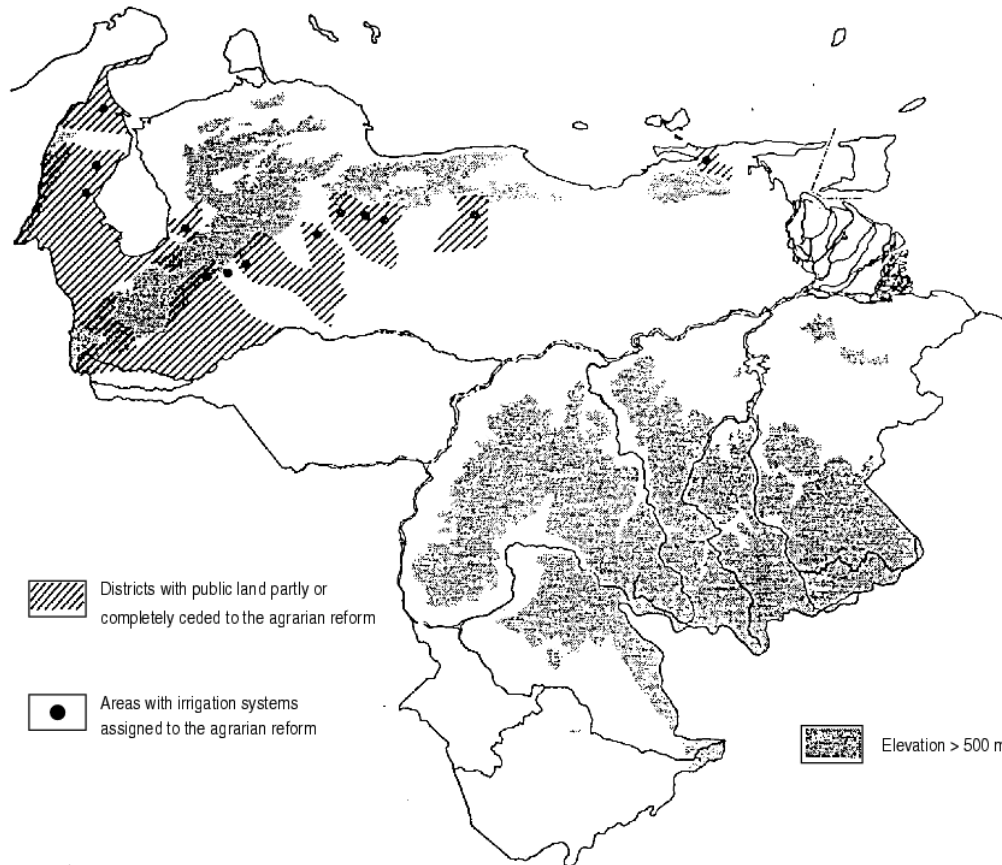 Districts with public land partly or
completely ceded to the agrarian reform
Areas with irrigation systems
assigned to the agrarian reform
Elevation > 500 m